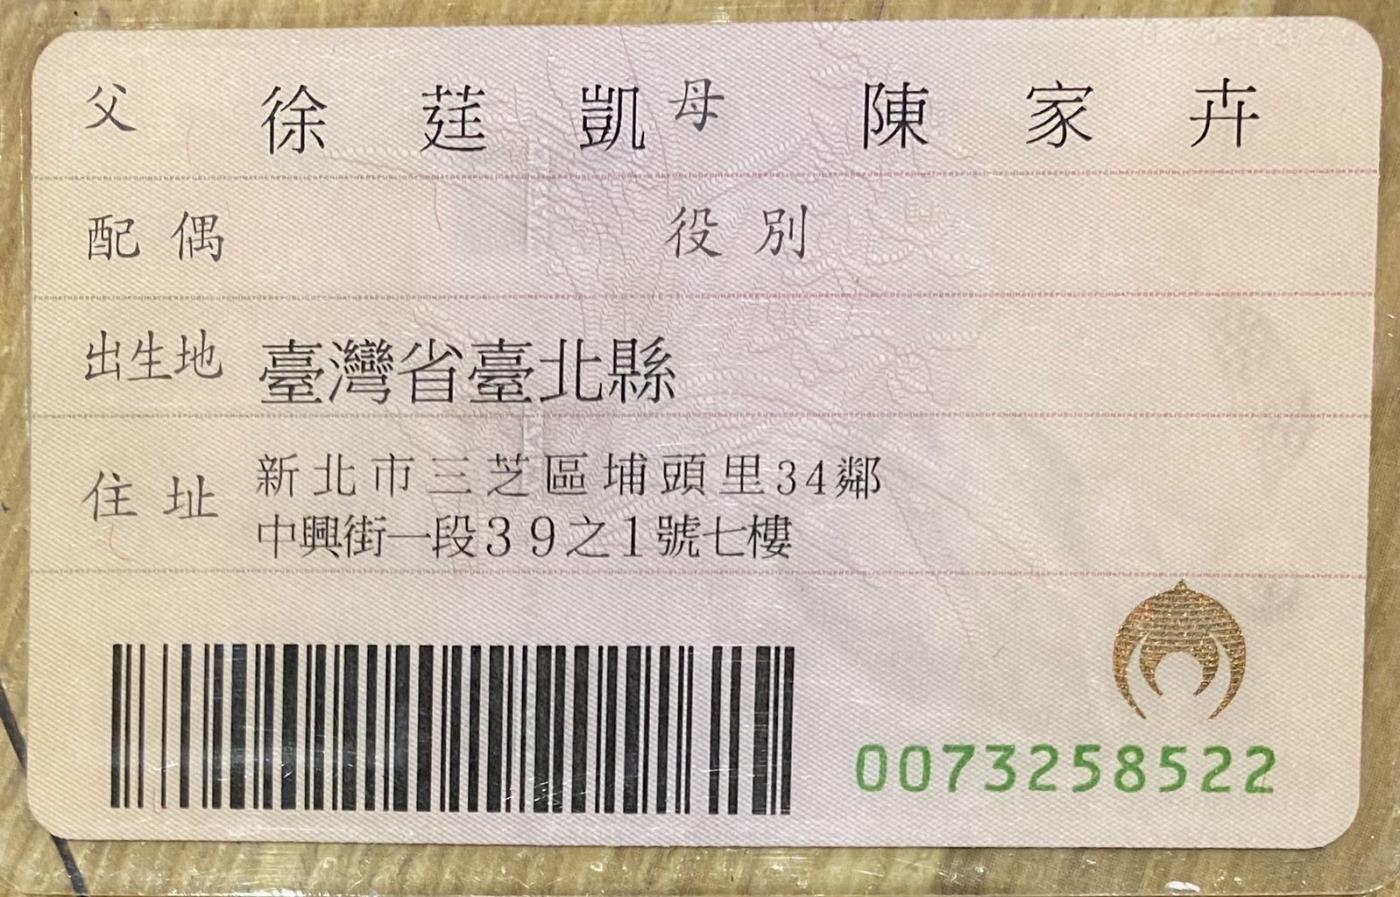 父 徐莛凱 母 陳家卉
配偶 役別
出生地 臺灣省臺北縣
住址 新北市三芝區埔頭里34鄰
中興街一段39之1號七樓
0073258522